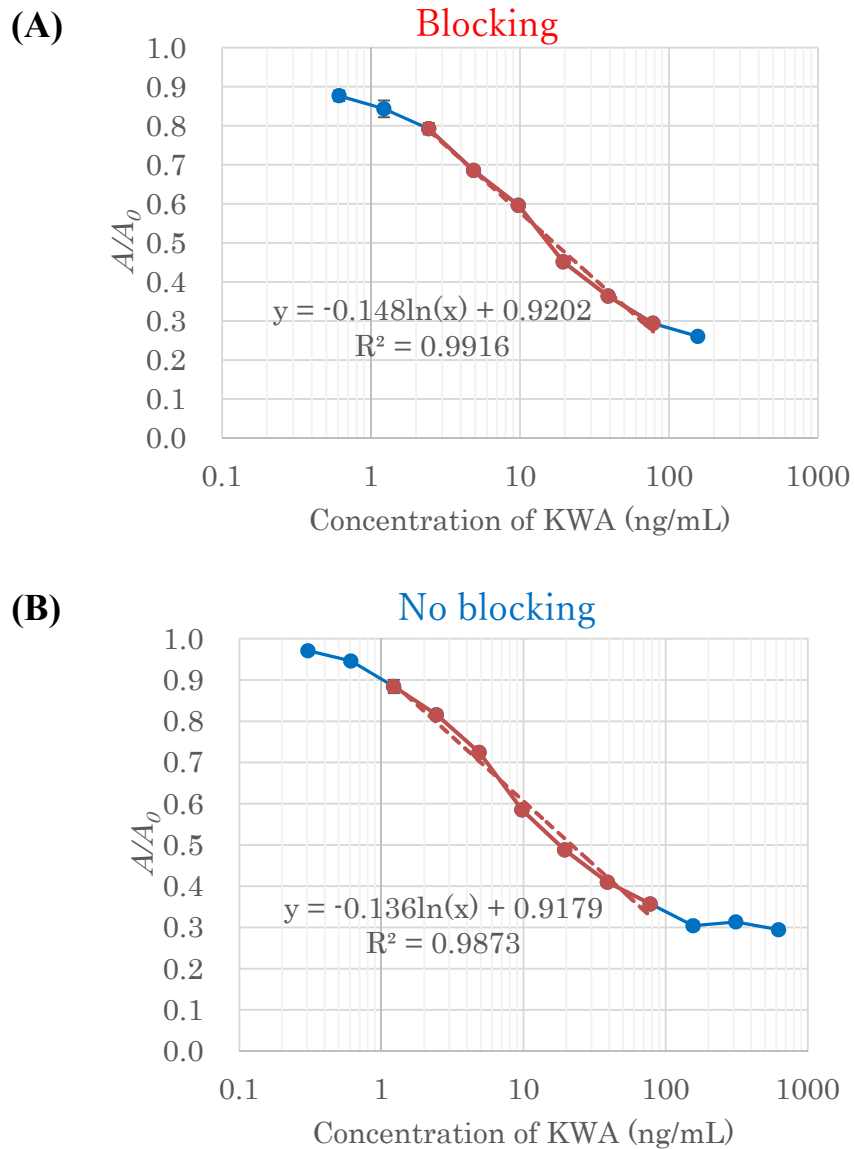 (A)
Blocking
1.0
0.9
0.8
0.7
0.6
0.5
0.4
0.3
0.2
0.1
0.0
A/A0
y = -0.148ln(x) + 0.9202
R² = 0.9916
0.1 1 10 100 1000
Concentration of KWA (ng/mL)
(B)
No blocking
1.0
0.9
0.8
0.7
0.6
0.5
0.4
0.3
0.2
0.1
0.0
A/A0
y = -0.136ln(x) + 0.9179
R² = 0.9873
0.1 1 10 100 1000
Concentration of KWA (ng/mL)